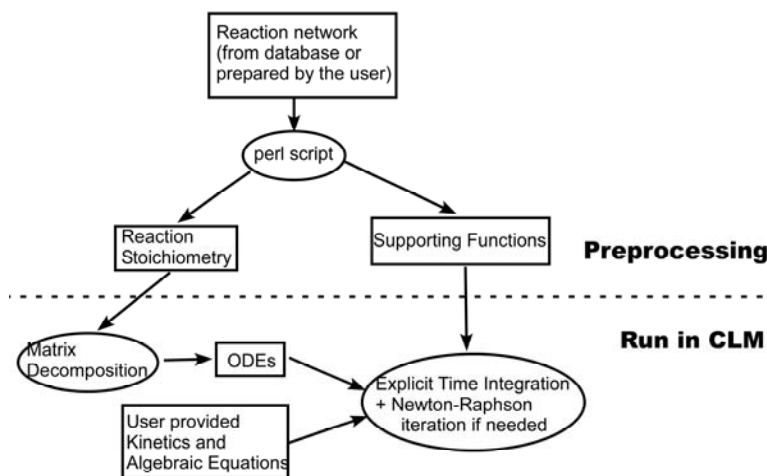 Reaction network
(from database or
prepared by the user)
perl script
Reaction
Stoichiometry
Supporting Functions
Preprocessing
Run in CLM
Matrix
Decomposition
ODEs
Explicit Time Integration
+ Newton-Raphson
iteration if needed
User provided
Kinetics and
Algebraic Equations